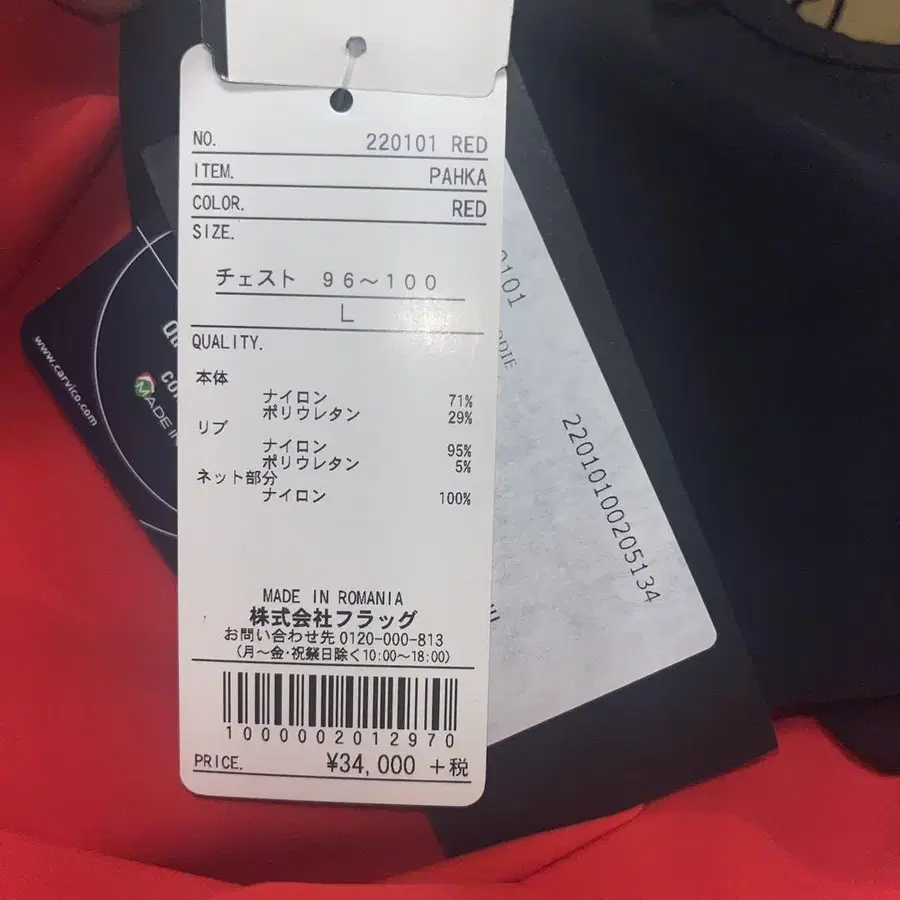 NO. 220101 RED
ITEM. PAHKA
COLOR. RED
SIZE.
チェスト 96～100
L
QUALITY.
本体
ナイロン 71%
ポリウレタン 29%
リブ
ナイロン 95%
ポリウレタン 5%
ネット部分
ナイロン 100%
MADE IN ROMANIA
株式会社フラッグ
お問い合わせ先 0120-000-813
（月～金・祝祭日除く10:00～18:00）
1000002012970
PRICE. ¥34,000 +税
www.carvico.com
MADE IN
22010100205134